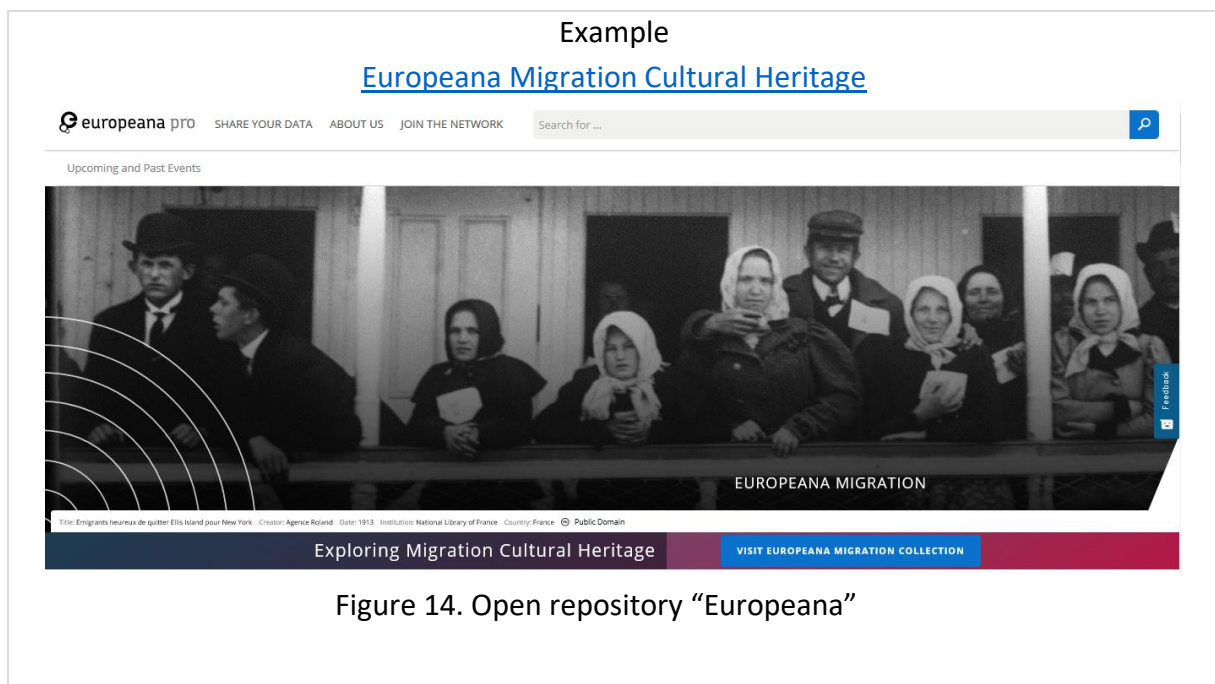 Example
Europeana Migration Cultural Heritage
europeana pro SHARE YOUR DATA ABOUT US JOIN THE NETWORK Search for ...
Upcoming and Past Events
Feedback
EUROPEANA MIGRATION
Title: Emigrants heureux de quitter Ellis Island pour New York Creator: Agence Roland Date: 1913 Institution: National Library of France Country: France Public Domain
Exploring Migration Cultural Heritage VISIT EUROPEANA MIGRATION COLLECTION
Figure 14. Open repository “Europeana”